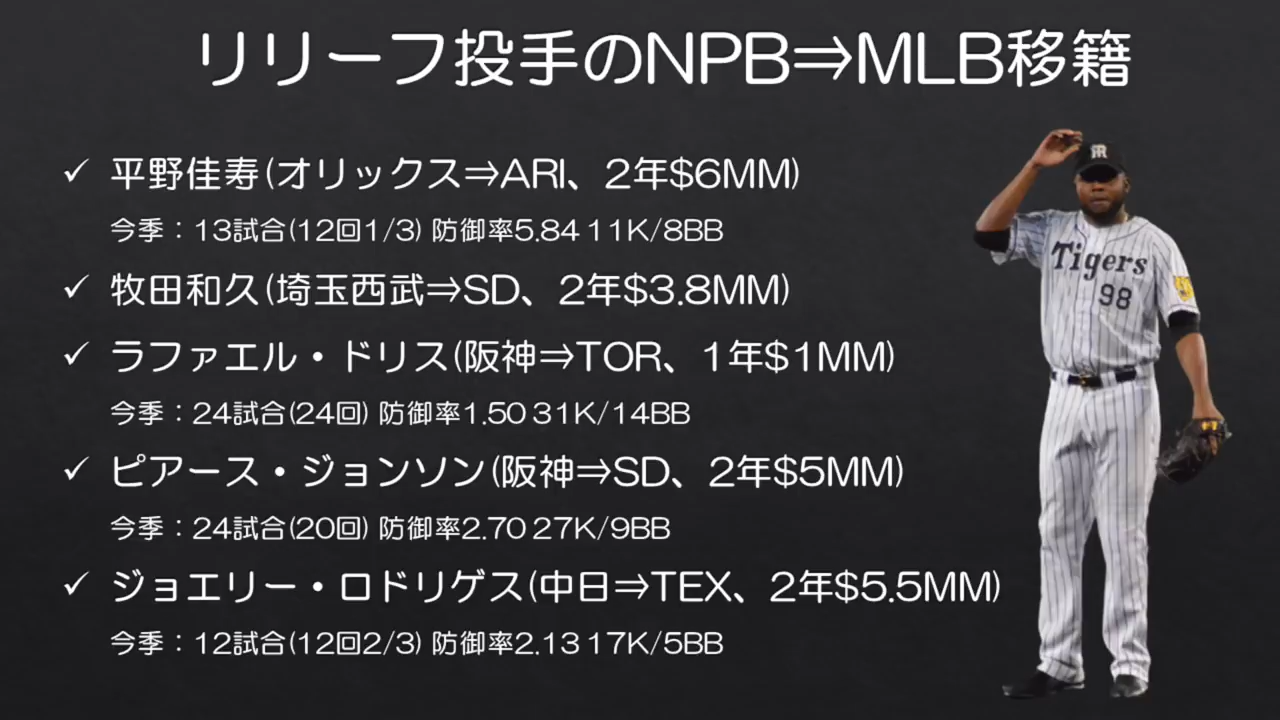 リリーフ投手のNPB⇒MLB移籍
✓ 平野佳寿(オリックス⇒ARI、2年$6MM)
今季：13試合(12回1/3) 防御率5.84 11K/8BB
✓ 牧田和久(埼玉西武⇒SD、2年$3.8MM)
✓ ラファエル・ドリス(阪神⇒TOR、1年$1MM)
今季：24試合(24回) 防御率1.50 31K/14BB
✓ ピアース・ジョンソン(阪神⇒SD、2年$5MM)
今季：24試合(20回) 防御率2.70 27K/9BB
✓ ジョエリー・ロドリゲス(中日⇒TEX、2年$5.5MM)
今季：12試合(12回2/3) 防御率2.13 17K/5BB
Tigers
98